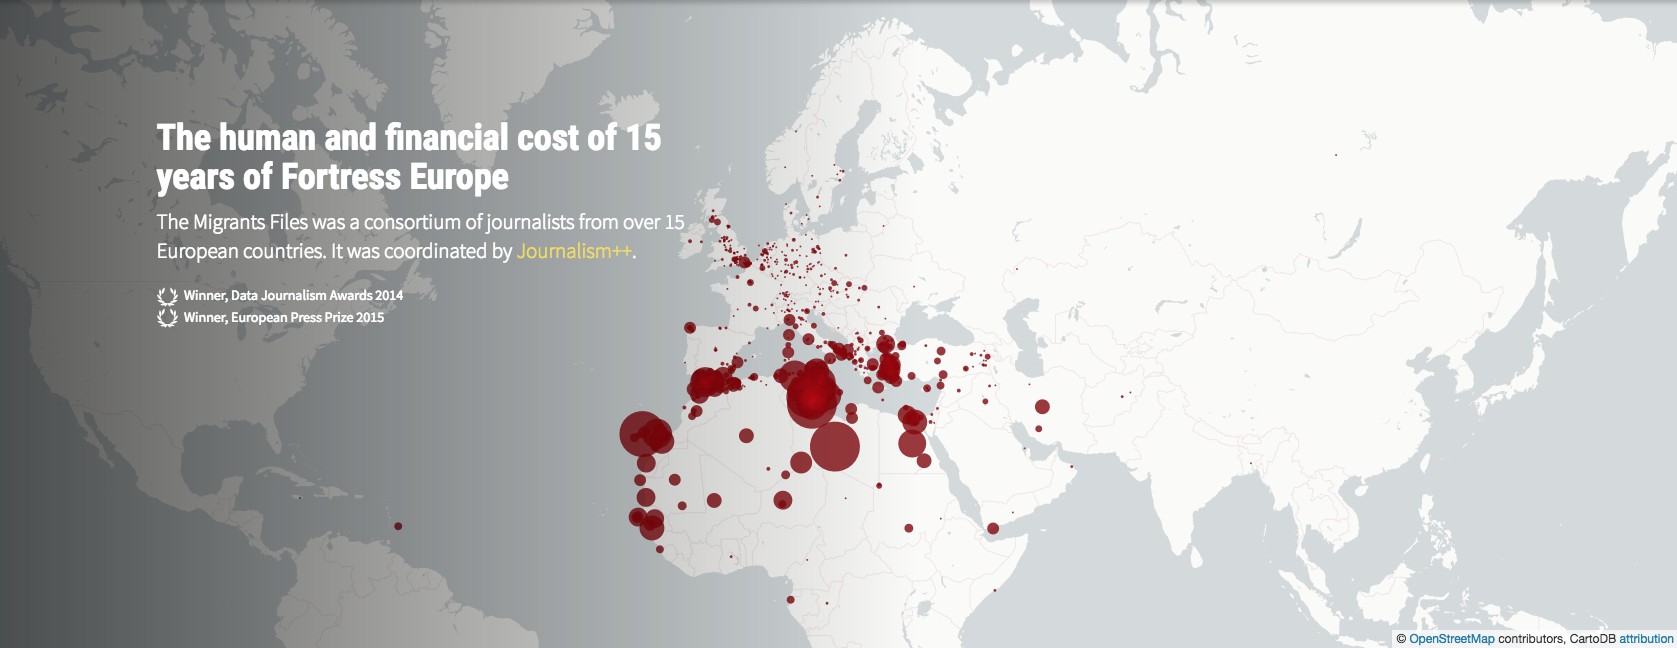 The human and financial cost of 15
years of Fortress Europe
The Migrants Files was a consortium of journalists from over 15
European countries. It was coordinated by Journalism++.
Winner, Data Journalism Awards 2014
Winner, European Press Prize 2015
© OpenStreetMap contributors, CartoDB attribution